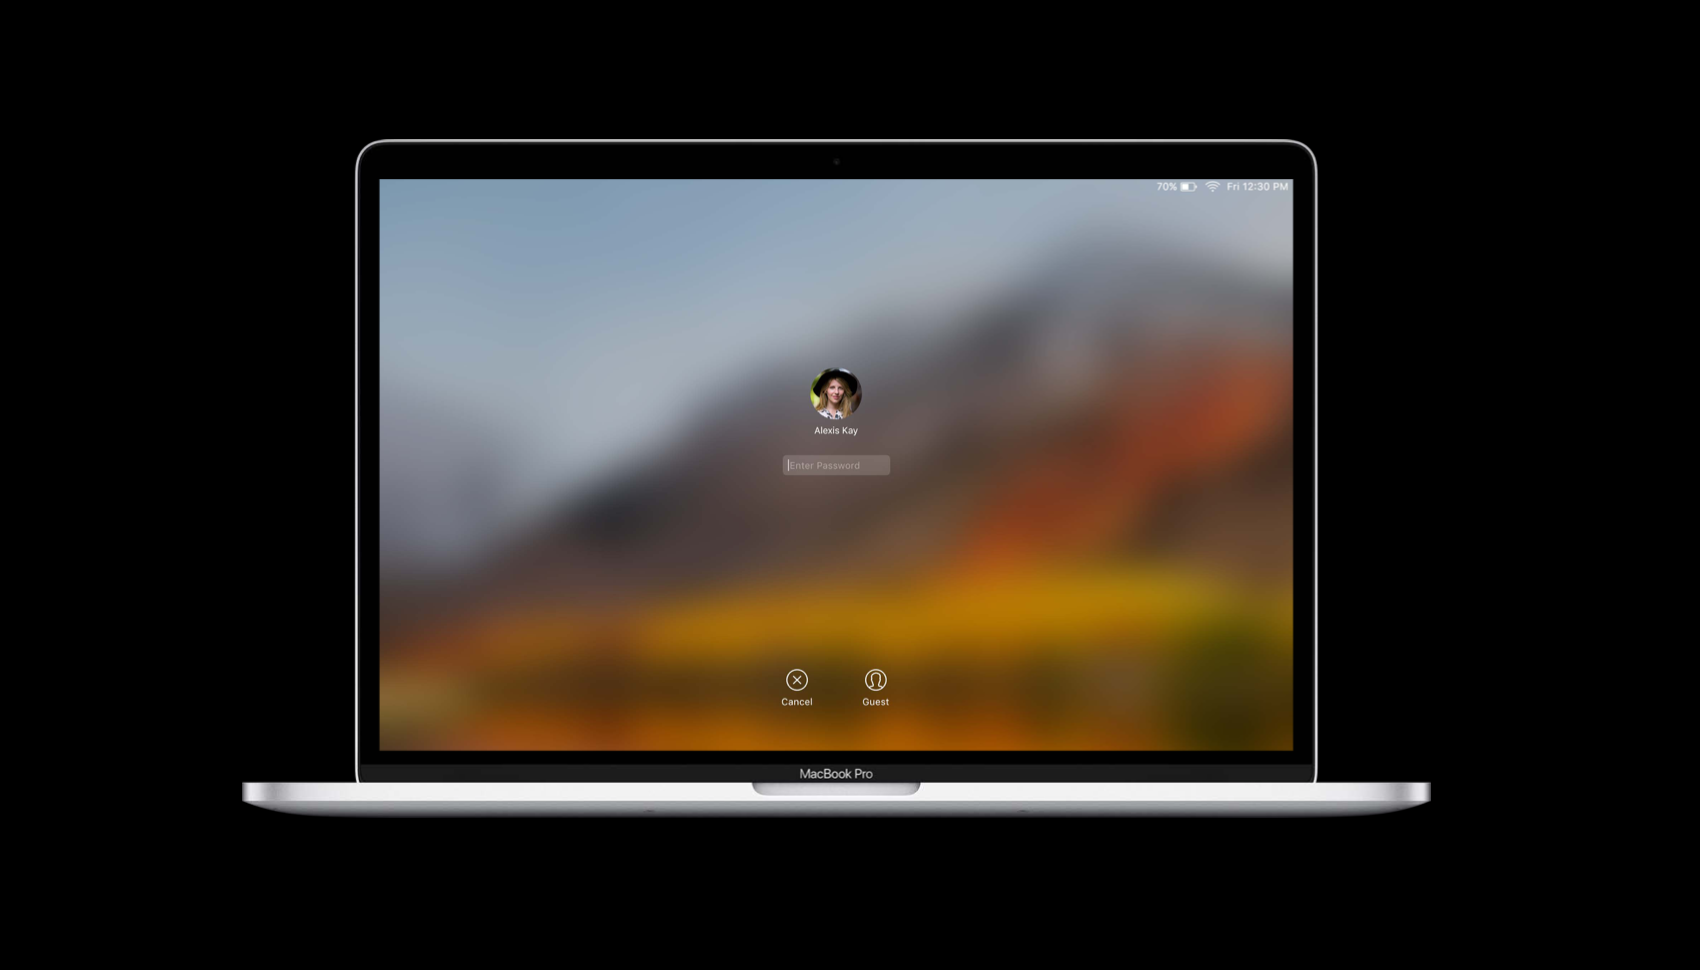 70% Fri 12:30 PM
Alexis Kay
Enter Password
Cancel Guest
MacBook Pro